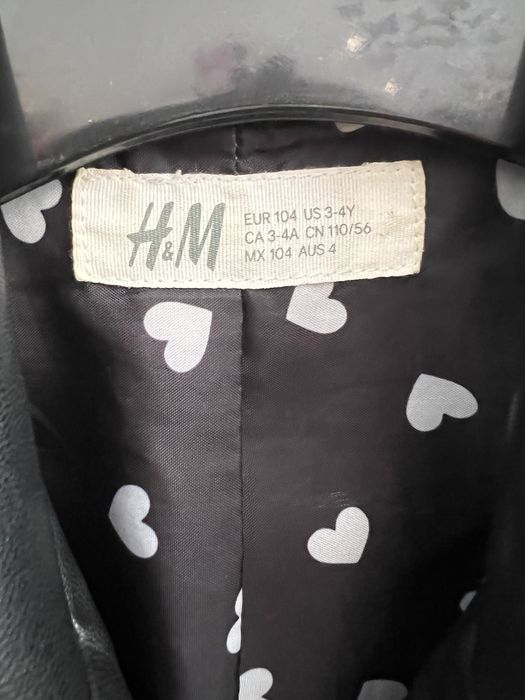 H&M
EUR 104 US 3-4Y
CA 3-4A CN 110/56
MX 104 AUS 4